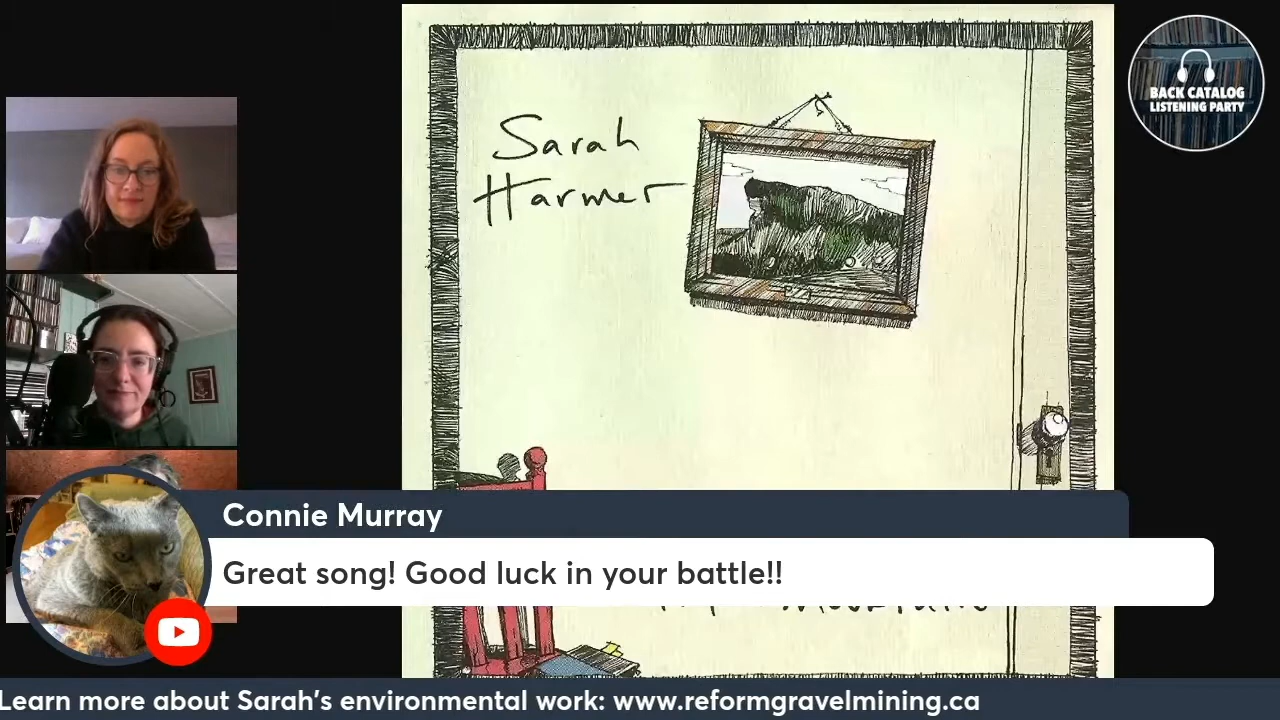 Sarah
Harmer
BACK CATALOG
LISTENING PARTY
Connie Murray
Great song! Good luck in your battle!!
Learn more about Sarah's environmental work: www.reformgravelmining.ca